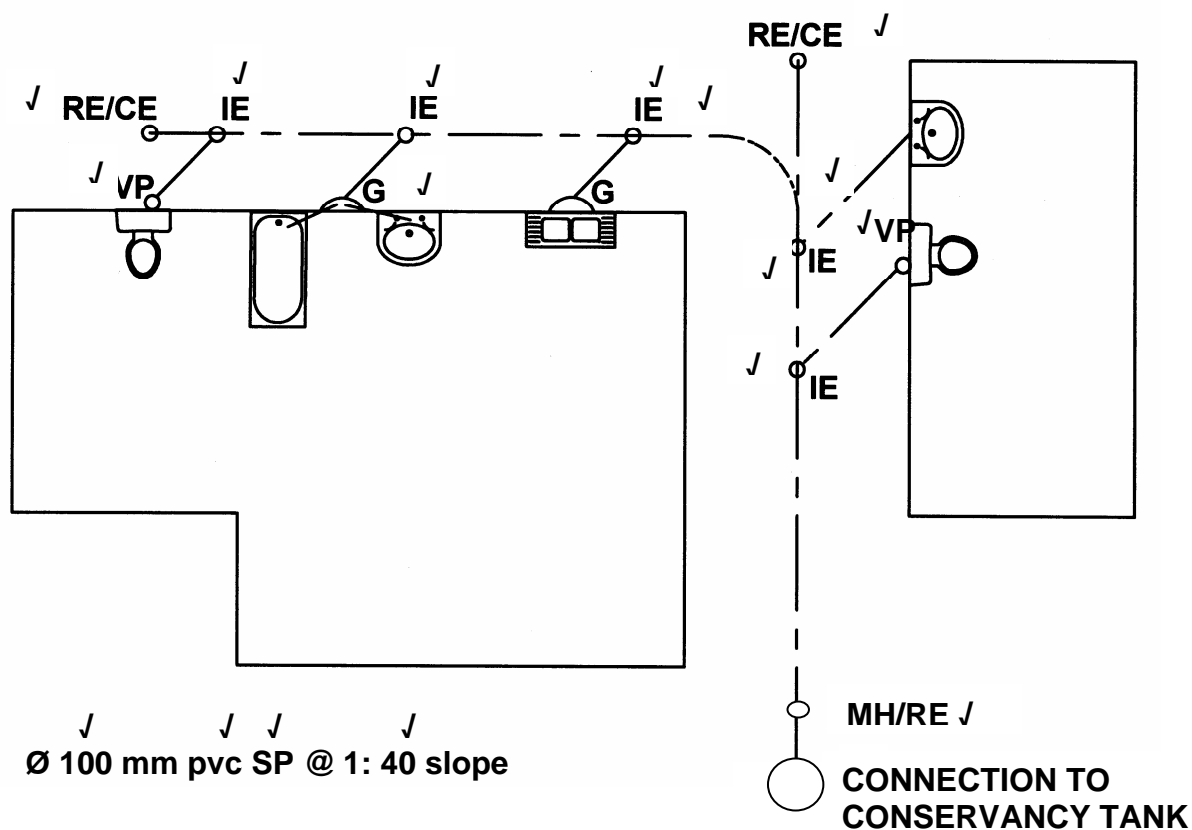 RE/CE √
√ RE/CE √ IE √ IE √ IE √
√ VP G √ G √
√ VP
√ IE
√ IE
√ √ √ √
Ø 100 mm pvc SP @ 1: 40 slope
MH/RE √
CONNECTION TO
CONSERVANCY TANK